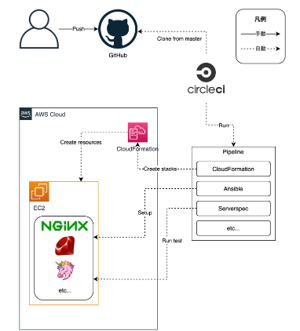 凡例
手動
自動
Push
GitHub
Clone from master
circleci
Run
AWS Cloud
CloudFormation
Create resources
Create stacks
Pipeline
CloudFormation
Ansible
Serverspec
etc...
EC2
Setup
Run test
NGINX
etc...